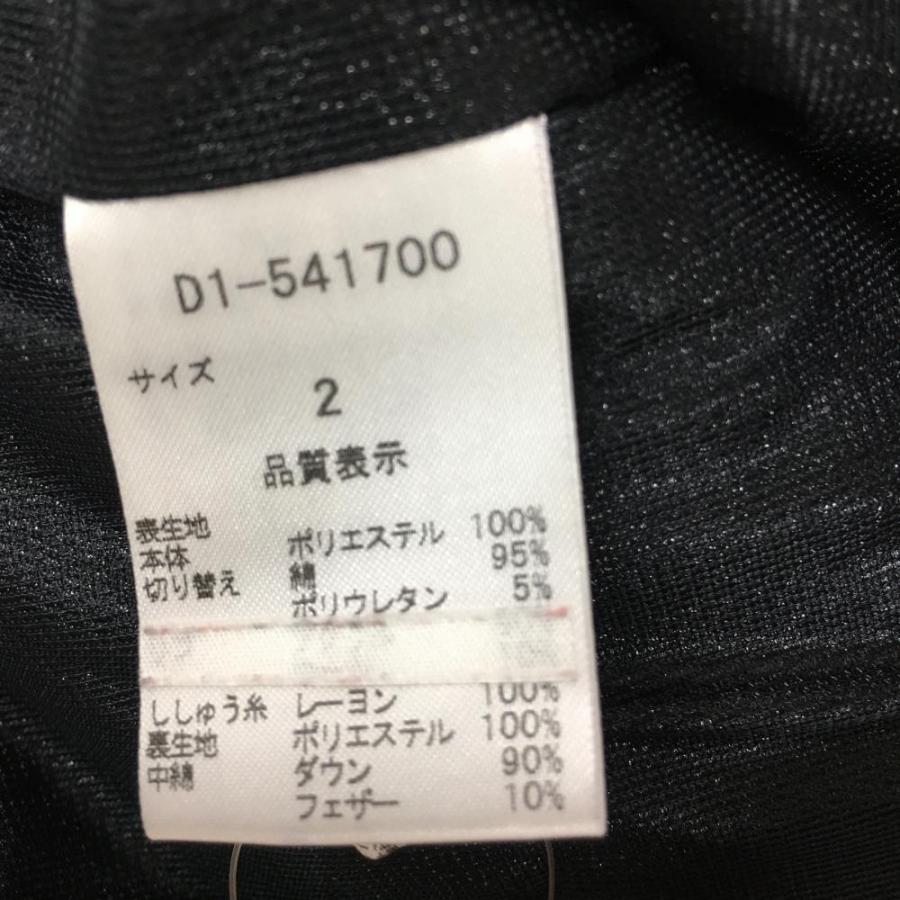 D1-541700
サイズ
2
品質表示
表生地
本体 ポリエステル 100%
切り替え 綿 95%
ポリウレタン 5%
ししゅう糸 レーヨン 100%
表生地 ポリエステル 100%
中綿 ダウン 90%
フェザー 10%